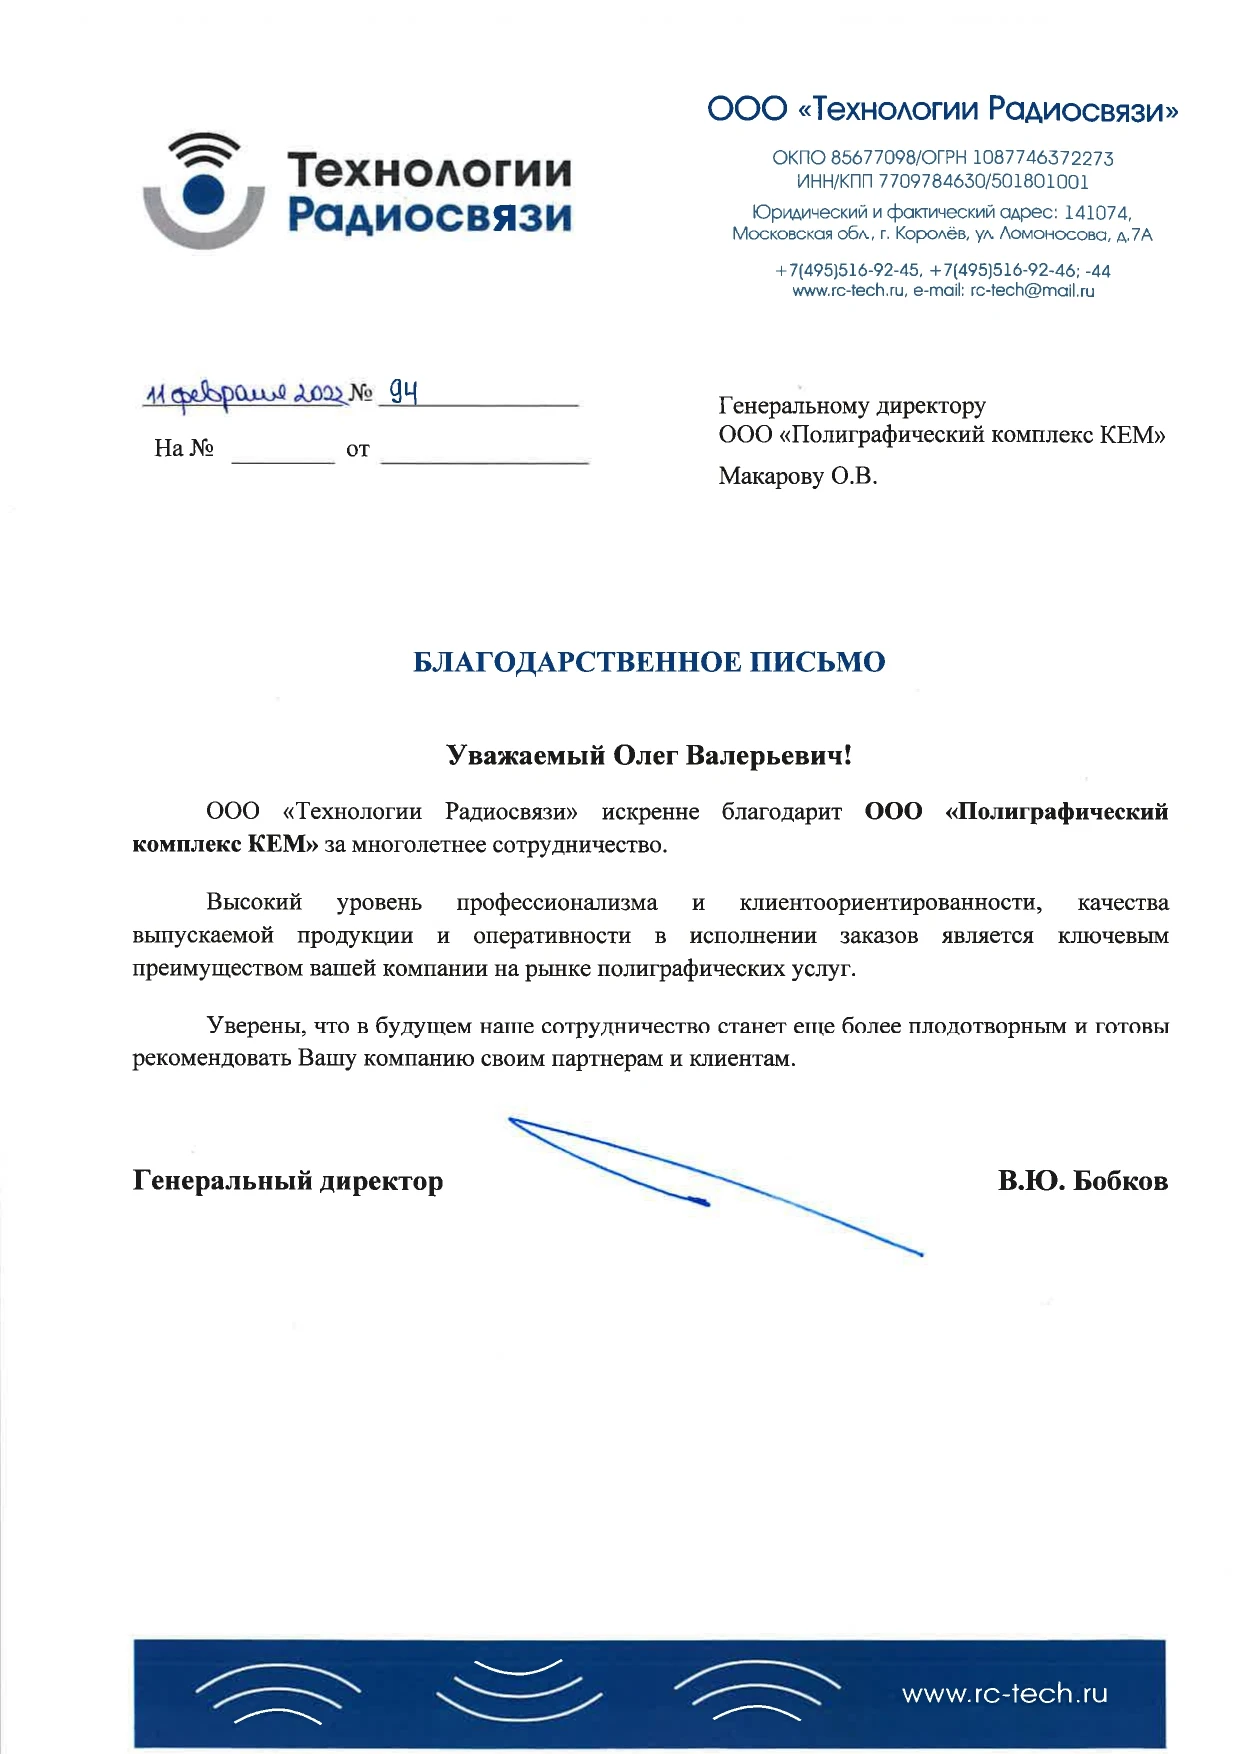 Технологии
Радиосвязи
ООО «Технологии Радиосвязи»
ОКПО 85677098/ОГРН 1087746372273
ИНН/КПП 7709784630/501801001
Юридический и фактический адрес: 141074,
Московская обл., г. Королёв, ул. Ломоносова, д.7А
+7(495)516-92-45, +7(495)516-92-46; -44
www.rc-tech.ru, e-mail: rc-tech@mail.ru
11 февраля 2022 № 94
На № от
Генеральному директору
ООО «Полиграфический комплекс КЕМ»
Макарову О.В.
БЛАГОДАРСТВЕННОЕ ПИСЬМО
Уважаемый Олег Валерьевич!
ООО «Технологии Радиосвязи» искренне благодарит ООО «Полиграфический
комплекс КЕМ» за многолетнее сотрудничество.
Высокий уровень профессионализма и клиентоориентированности, качества
выпускаемой продукции и оперативности в исполнении заказов является ключевым
преимуществом вашей компании на рынке полиграфических услуг.
Уверены, что в будущем наше сотрудничество станет еще более плодотворным и готовы
рекомендовать Вашу компанию своим партнерам и клиентам.
Генеральный директор В.Ю. Бобков
www.rc-tech.ru